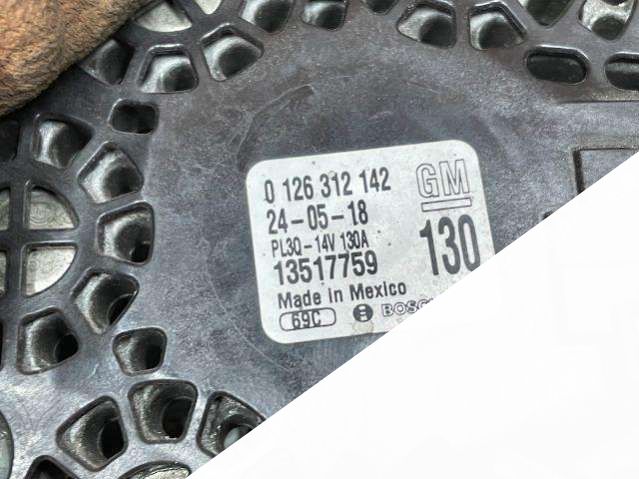 0 126 312 142
GM
24-05-18
PL3Q-14V 130A
130
13517759
Made in Mexico
69C